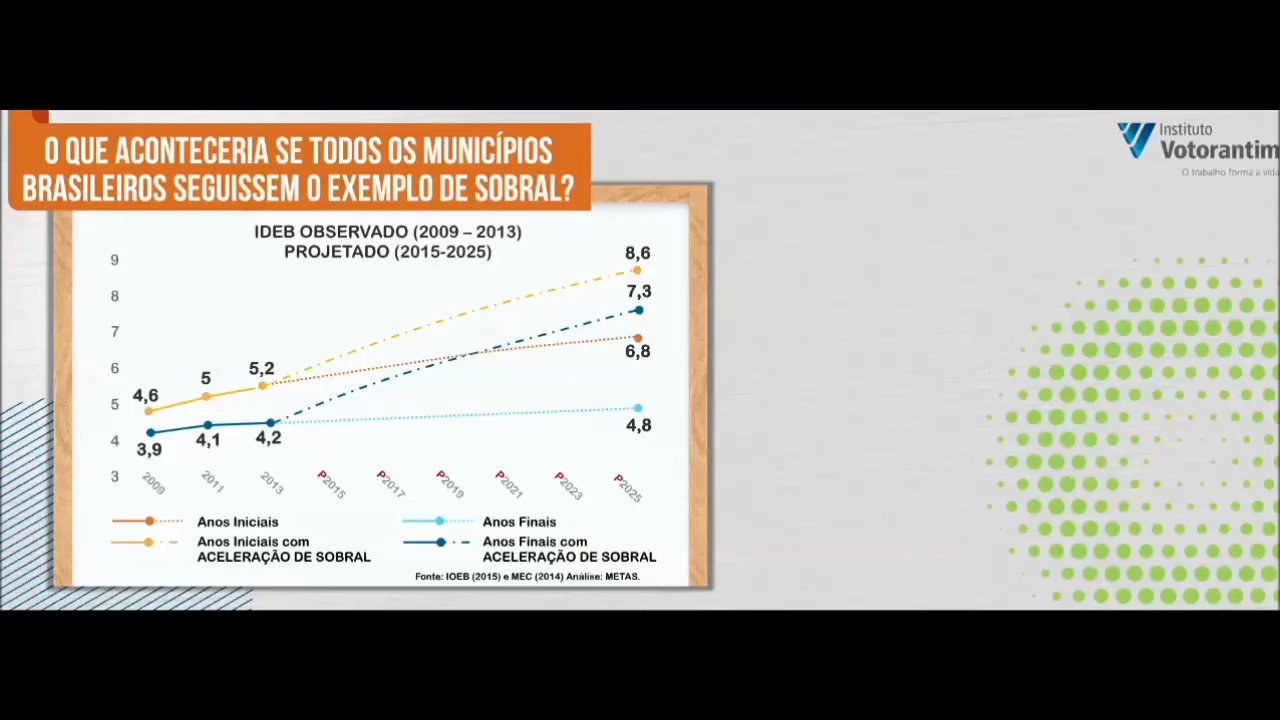 O QUE ACONTECERIA SE TODOS OS MUNICÍPIOS
BRASILEIROS SEGUISSEM O EXEMPLO DE SOBRAL?
Instituto
Votorantim
O trabalho forma a vida
IDEB OBSERVADO (2009 – 2013)
PROJETADO (2015-2025)
9
8
7
6
5
4
3
8,6
7,3
6,8
4,8
4,6
5
5,2
3,9
4,1
4,2
2009
2011
2013
P2015
P2017
P2019
P2021
P2023
P2025
Anos Iniciais
Anos Iniciais com
ACELERAÇÃO DE SOBRAL
Anos Finais
Anos Finais com
ACELERAÇÃO DE SOBRAL
Fonte: IOEB (2015) e MEC (2014) Análise: METAS.